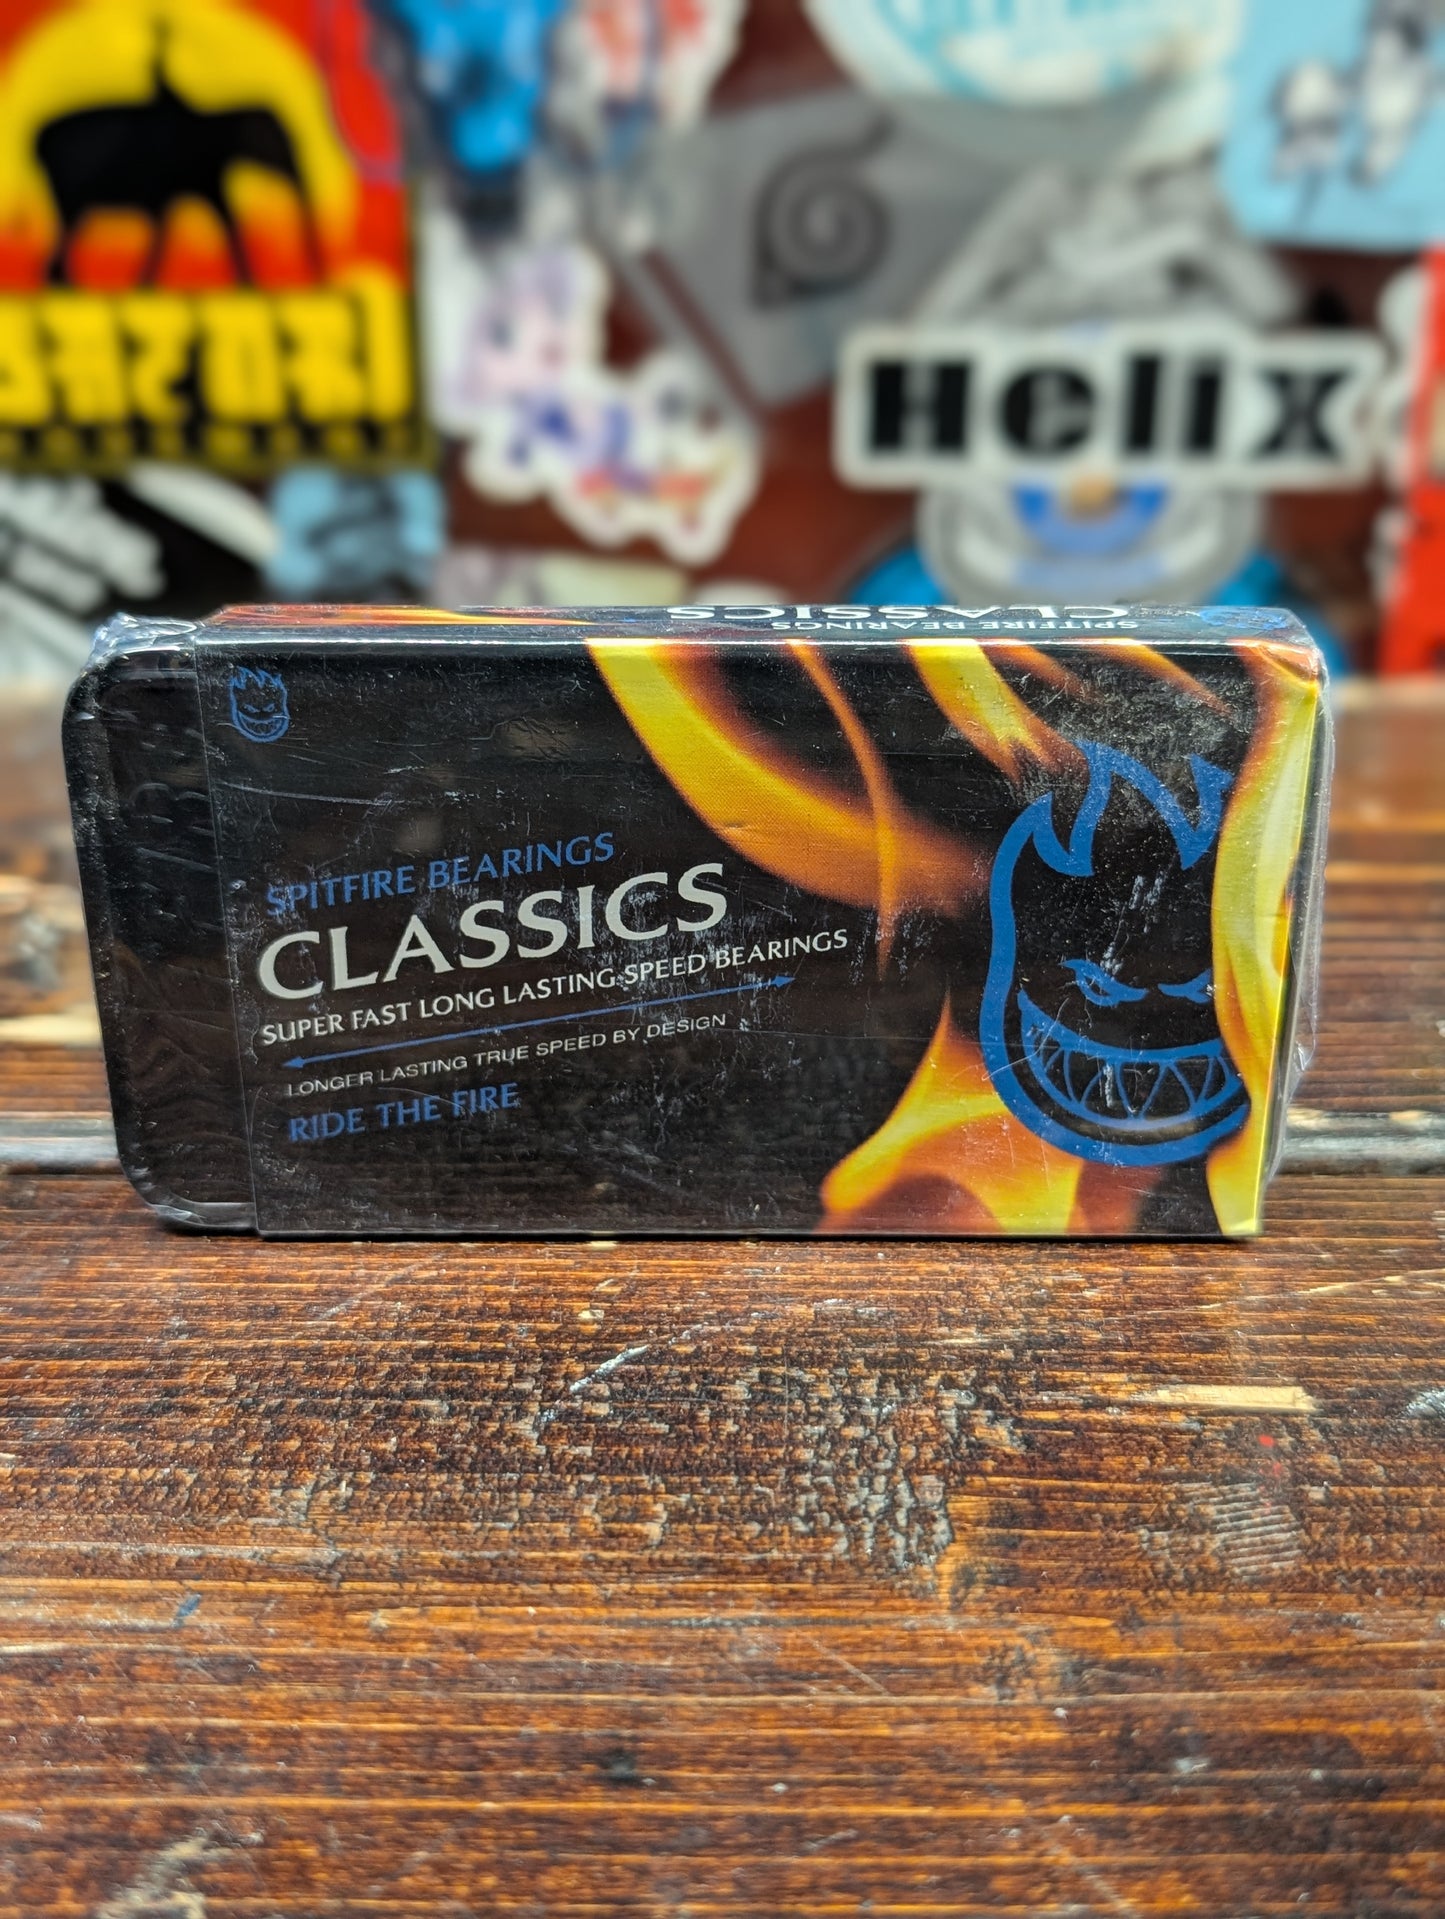 Helix
SPITFIRE BEARINGS
CLASSICS
SPITFIRE BEARINGS
CLASSICS
SUPER FAST LONG LASTING SPEED BEARINGS
LONGER LASTING TRUE SPEED BY DESIGN
RIDE THE FIRE